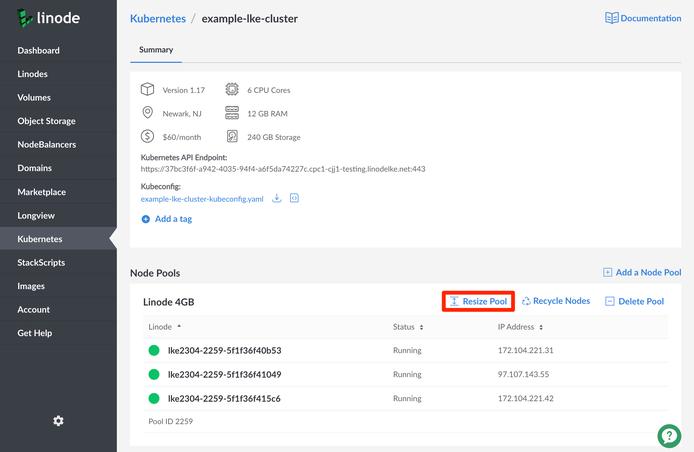 linode
Kubernetes / example-lke-cluster
Documentation
Dashboard
Linodes
Volumes
Object Storage
NodeBalancers
Domains
Marketplace
Longview
Kubernetes
StackScripts
Images
Account
Get Help
Summary
Version 1.17
6 CPU Cores
Newark, NJ
12 GB RAM
$60/month
240 GB Storage
Kubernetes API Endpoint:
https://37bc3f6f-a942-4035-94f4-a6f5da74227c.cpc1-cjj1-testing.linodelke.net:443
Kubeconfig:
example-lke-cluster-kubeconfig.yaml
Add a tag
Node Pools
Add a Node Pool
Linode 4GB
Resize Pool
Recycle Nodes
Delete Pool
Linode Status IP Address
lke2304-2259-5f1f36f40b53 Running 172.104.221.31
lke2304-2259-5f1f36f41049 Running 97.107.143.55
lke2304-2259-5f1f36f415c6 Running 172.104.221.42
Pool ID 2259